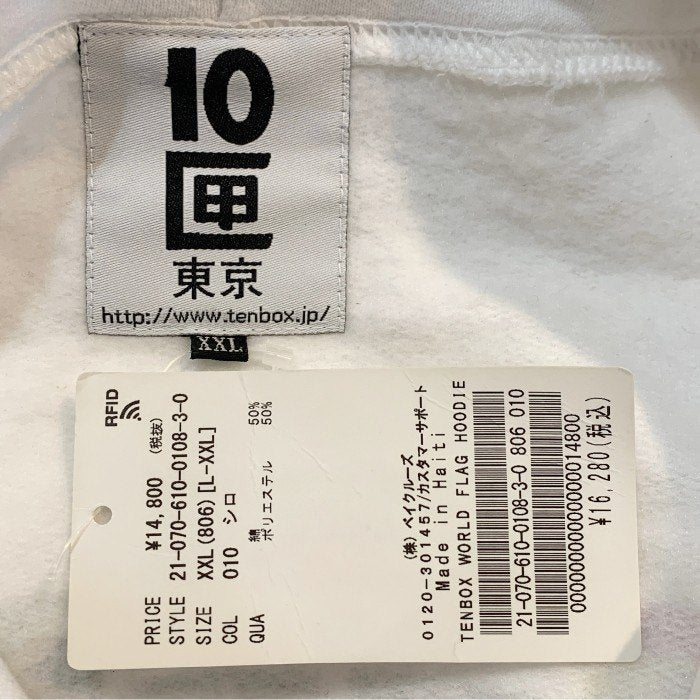 10
匣
東京
http://www.tenbox.jp/
XXL
RFID
PRICE ¥14,800 (税抜)
STYLE 21-070-610-0108-3-0
SIZE XXL(806)[L-XXL]
COL 010 シロ
QUA 綿 50%
ポリエステル 50%
(株)ベイクルーズ
0120-301457/カスタマーサポート
Made in Haiti
TENBOX WORLD FLAG HOODIE
21-070-610-0108-3-0 806 010
0000000000000000014800
¥16,280(税込)